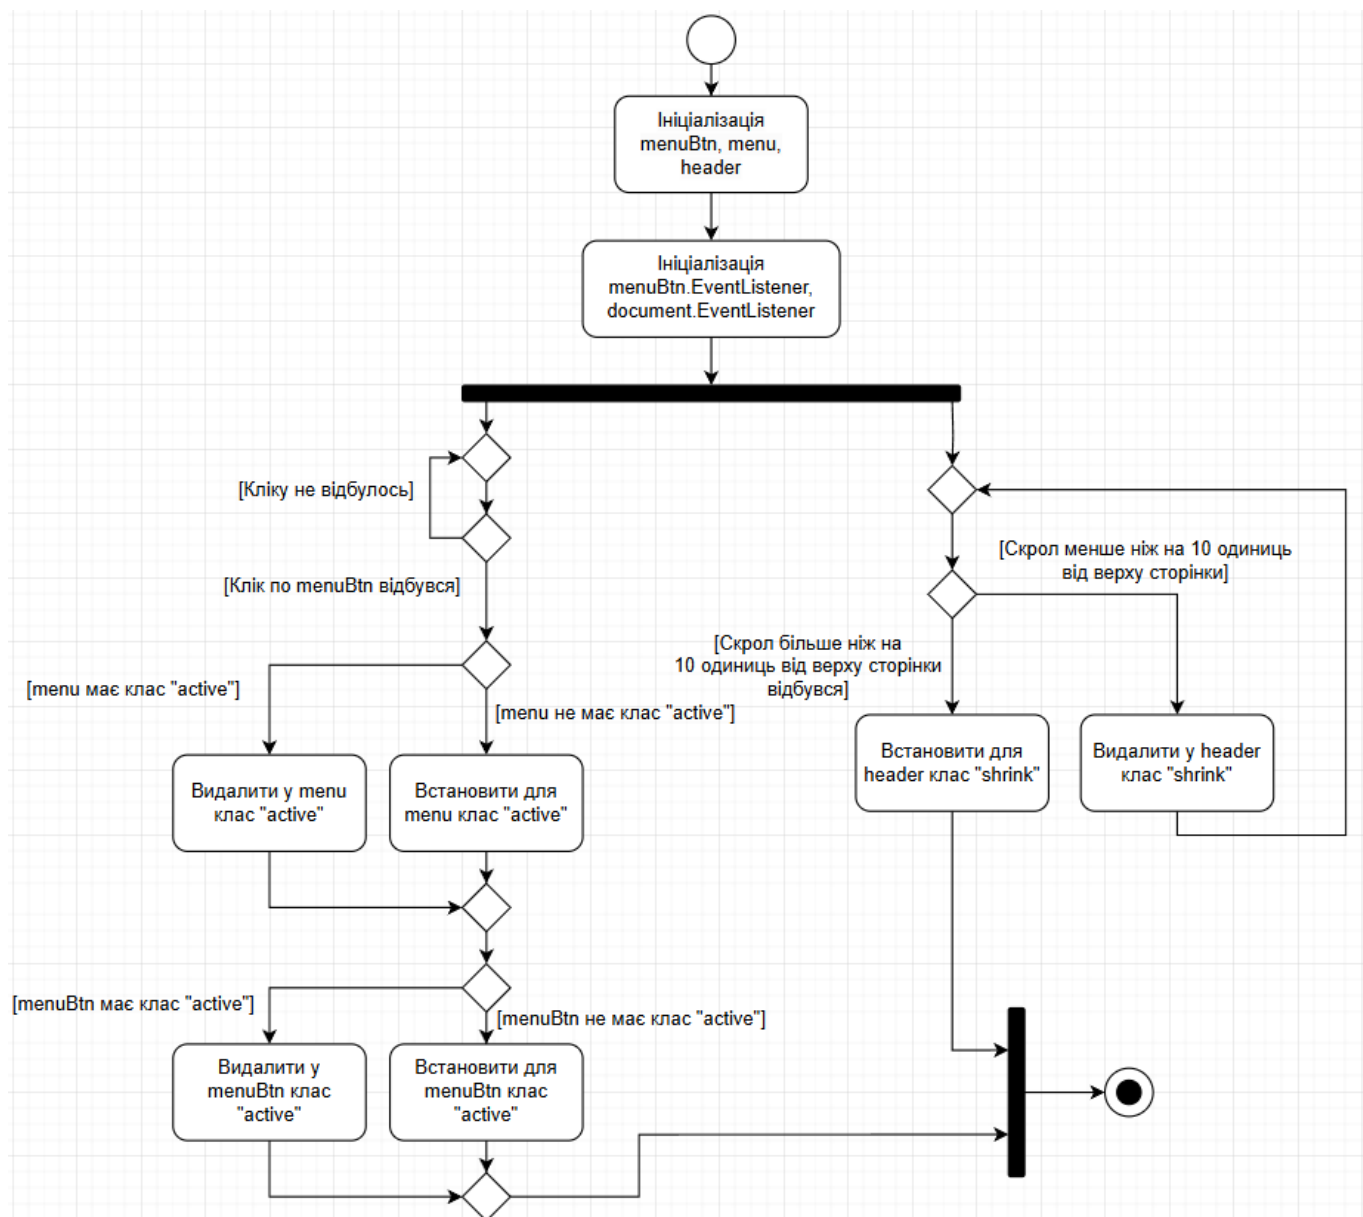 Ініціалізація
menuBtn, menu,
header
Ініціалізація
menuBtn.EventListener,
document.EventListener
[Кліку не відбулось]
[Клік по menuBtn відбувся]
[menu має клас "active"]
[menu не має клас "active"]
Видалити у menu
клас "active"
Встановити для
menu клас "active"
[menuBtn має клас "active"]
[menuBtn не має клас "active"]
Видалити у
menuBtn клас
"active"
Встановити для
menuBtn клас
"active"
[Скрол менше ніж на 10 одиниць
від верху сторінки]
[Скрол більше ніж на
10 одиниць від верху сторінки
відбувся]
Встановити для
header клас "shrink"
Видалити у header
клас "shrink"